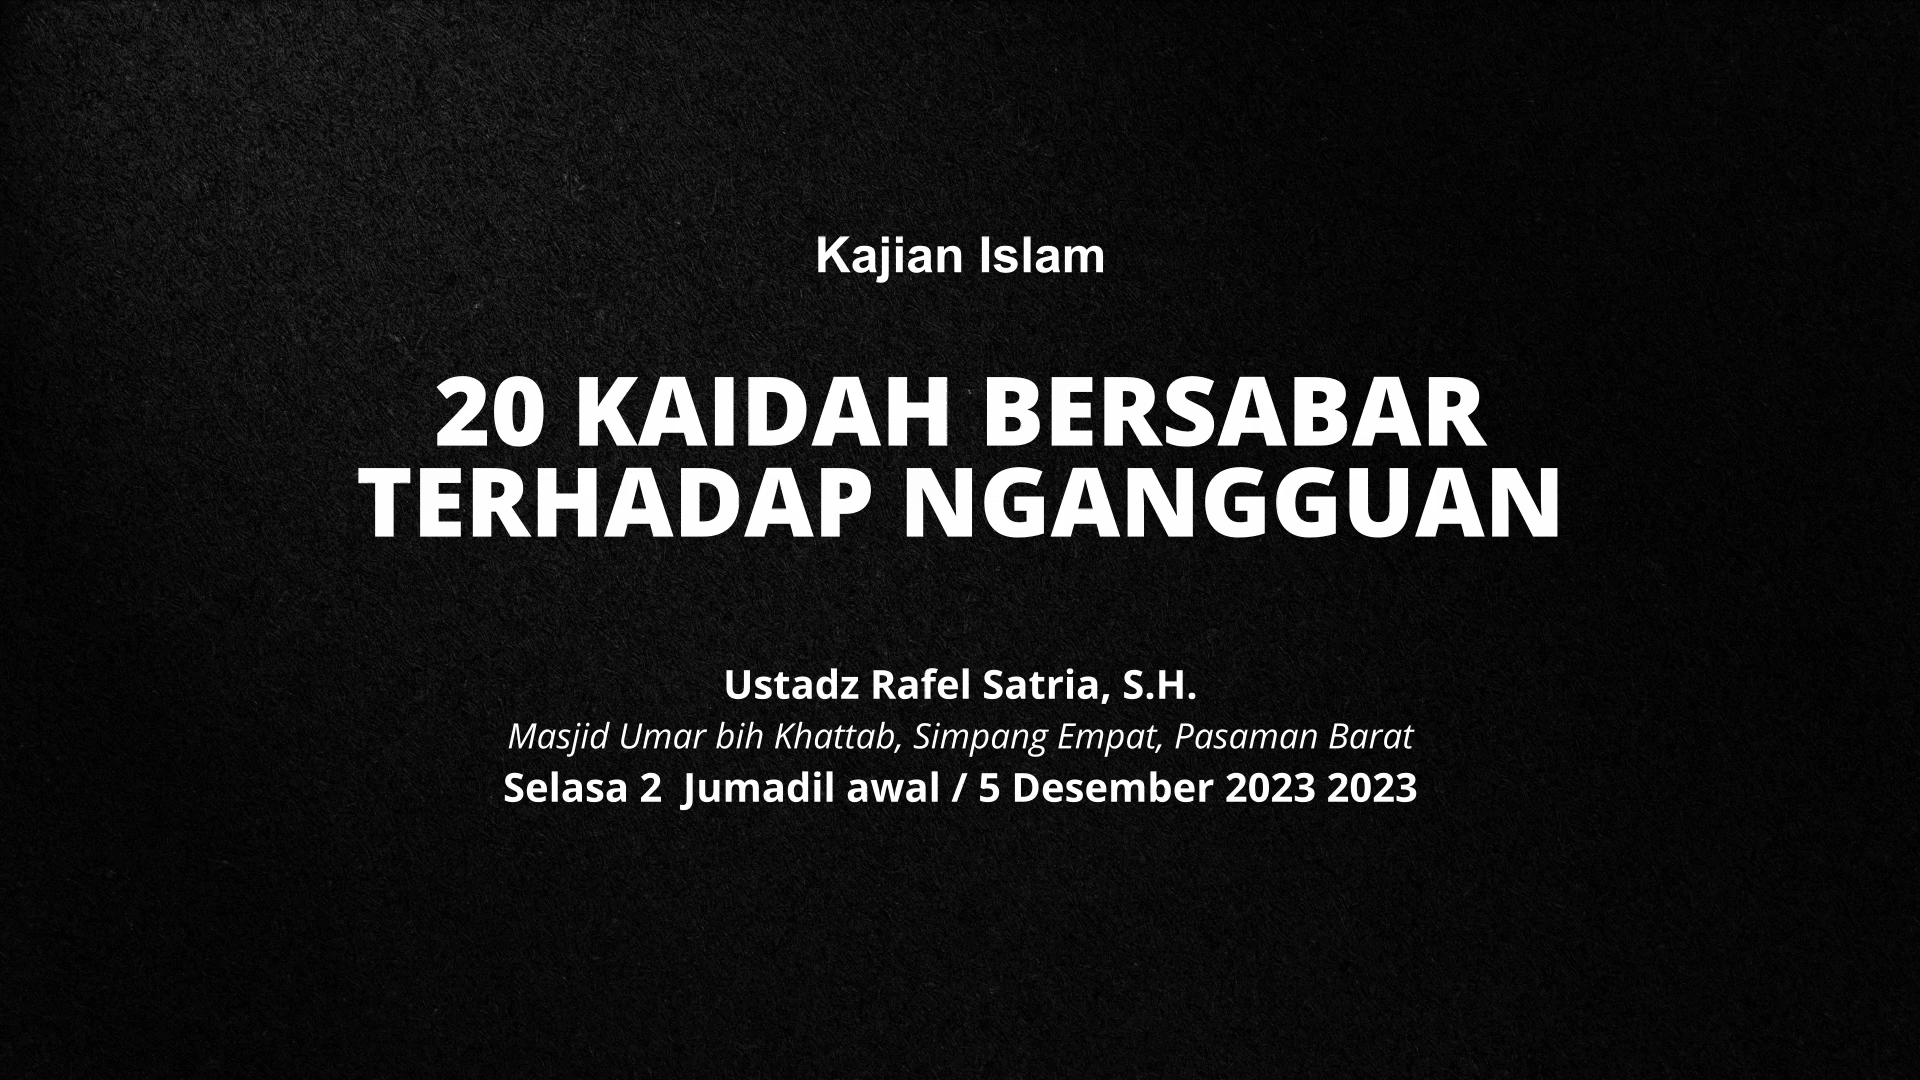 Kajian Islam
20 KAIDAH BERSABAR
TERHADAP NGANGGUAN
Ustadz Rafel Satria, S.H.
Masjid Umar bih Khattab, Simpang Empat, Pasaman Barat
Selasa 2  Jumadil awal / 5 Desember 2023 2023